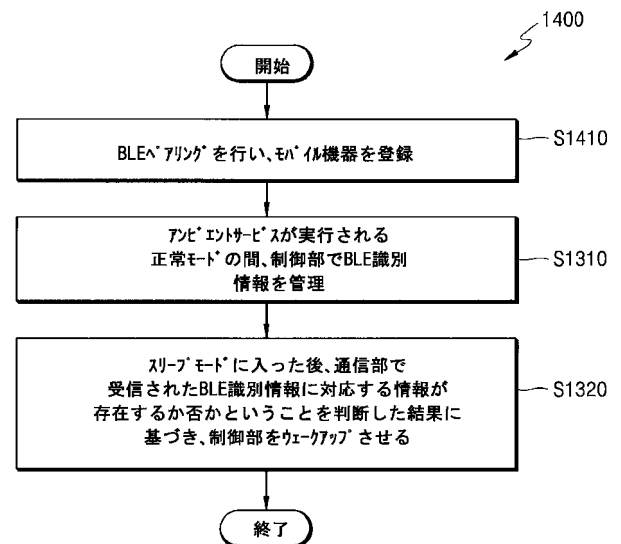 1400
開始
BLEﾍﾟｱﾘﾝｸﾞを行い、ﾓﾊﾞｲﾙ機器を登録
S1410
ｱﾝﾋﾞｴﾝﾄｻｰﾋﾞｽが実行される
正常ﾓｰﾄﾞの間、制御部でBLE識別
情報を管理
S1310
ｽﾘｰﾌﾟﾓｰﾄﾞに入った後、通信部で
受信されたBLE識別情報に対応する情報が
存在するか否かということを判断した結果に
基づき、制御部をｳｪｰｸｱｯﾌﾟさせる
S1320
終了